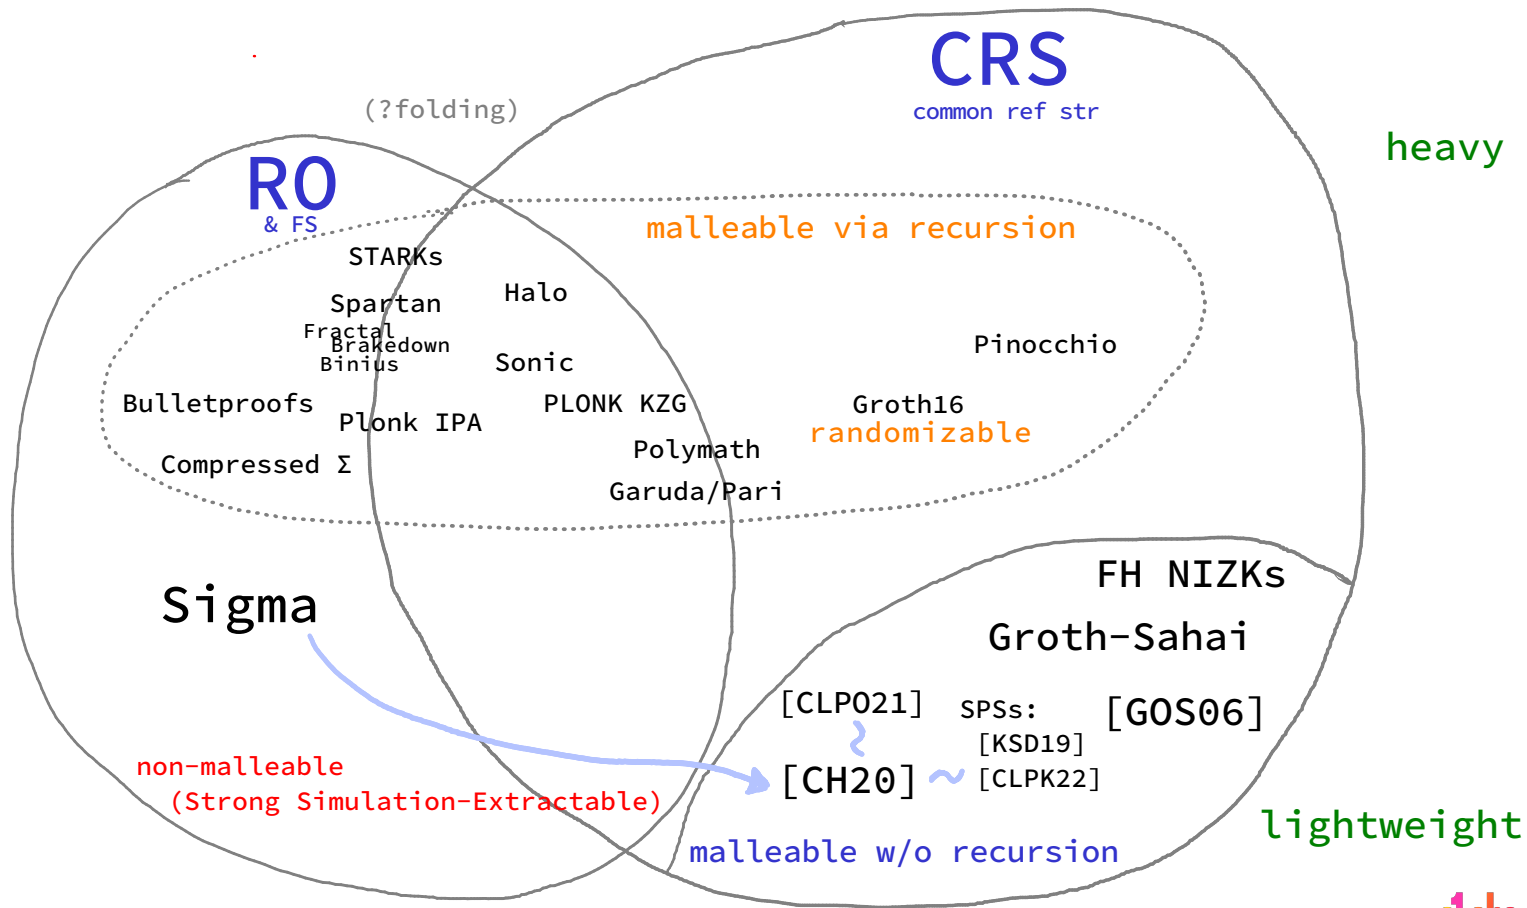 CRS
common ref str
(?folding)
heavy
RO
& FS
malleable via recursion
STARKs
Halo
Spartan
Fractal
Brakedown
Binius
Pinocchio
Sonic
Bulletproofs
PLONK KZG
Groth16
randomizable
Plonk IPA
Polymath
Compressed Σ
Garuda/Pari
FH NIZKs
Sigma
Groth-Sahai
[CLPO21]
SPSs:
[GOS06]
[KSD19]
[CH20]
[CLPK22]
non-malleable
(Strong Simulation-Extractable)
lightweight
malleable w/o recursion